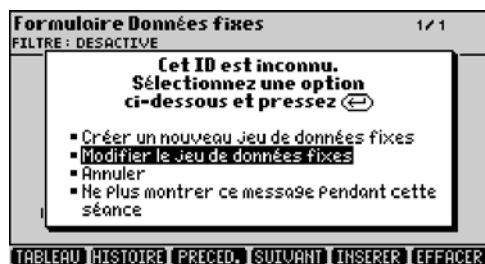 Formulaire Données fixes 1/1
FILTRE : DESACTIVE
Cet ID est inconnu.
Sélectionnez une option
ci-dessous et pressez
▪ Créer un nouveau jeu de données fixes
▪ Modifier le jeu de données fixes
▪ Annuler
▪ Ne plus montrer ce message pendant cette
séance
TABLEAU HISTOIRE PRECED. SUIVANT INSERER EFFACER